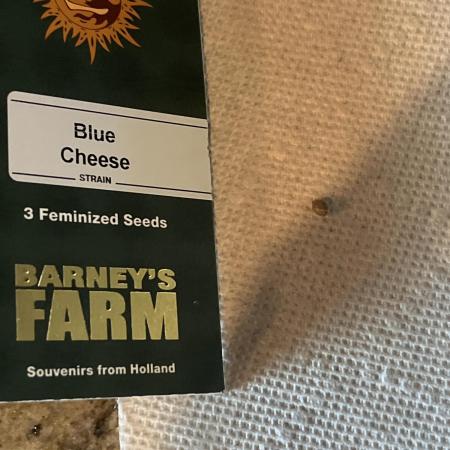 Blue
Cheese
STRAIN
3 Feminized Seeds
BARNEY'S
FARM
Souvenirs from Holland